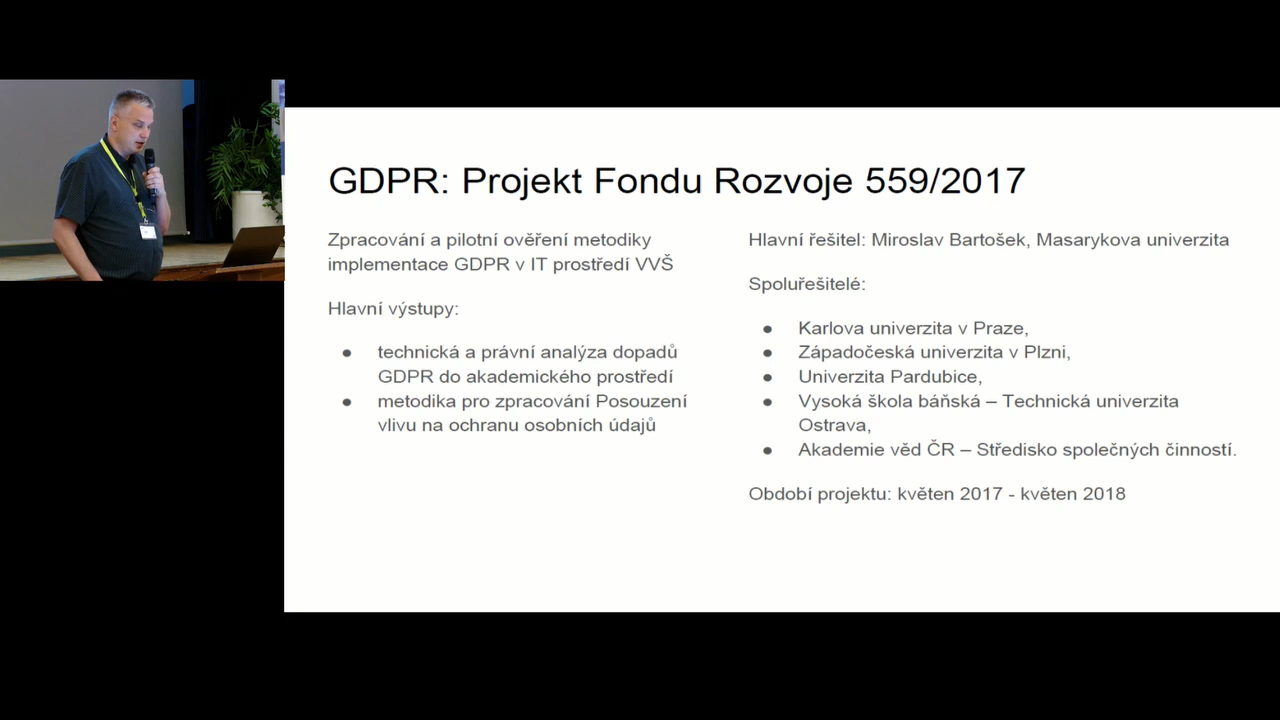 GDPR: Projekt Fondu Rozvoje 559/2017
Zpracování a pilotní ověření metodiky
implementace GDPR v IT prostředí VVŠ
Hlavní výstupy:
● technická a právní analýza dopadů
GDPR do akademického prostředí
● metodika pro zpracování Posouzení
vlivu na ochranu osobních údajů
Hlavní řešitel: Miroslav Bartošek, Masarykova univerzita
Spoluřešitelé:
● Karlova univerzita v Praze,
● Západočeská univerzita v Plzni,
● Univerzita Pardubice,
● Vysoká škola báňská – Technická univerzita
Ostrava,
● Akademie věd ČR – Středisko společných činností.
Období projektu: květen 2017 - květen 2018